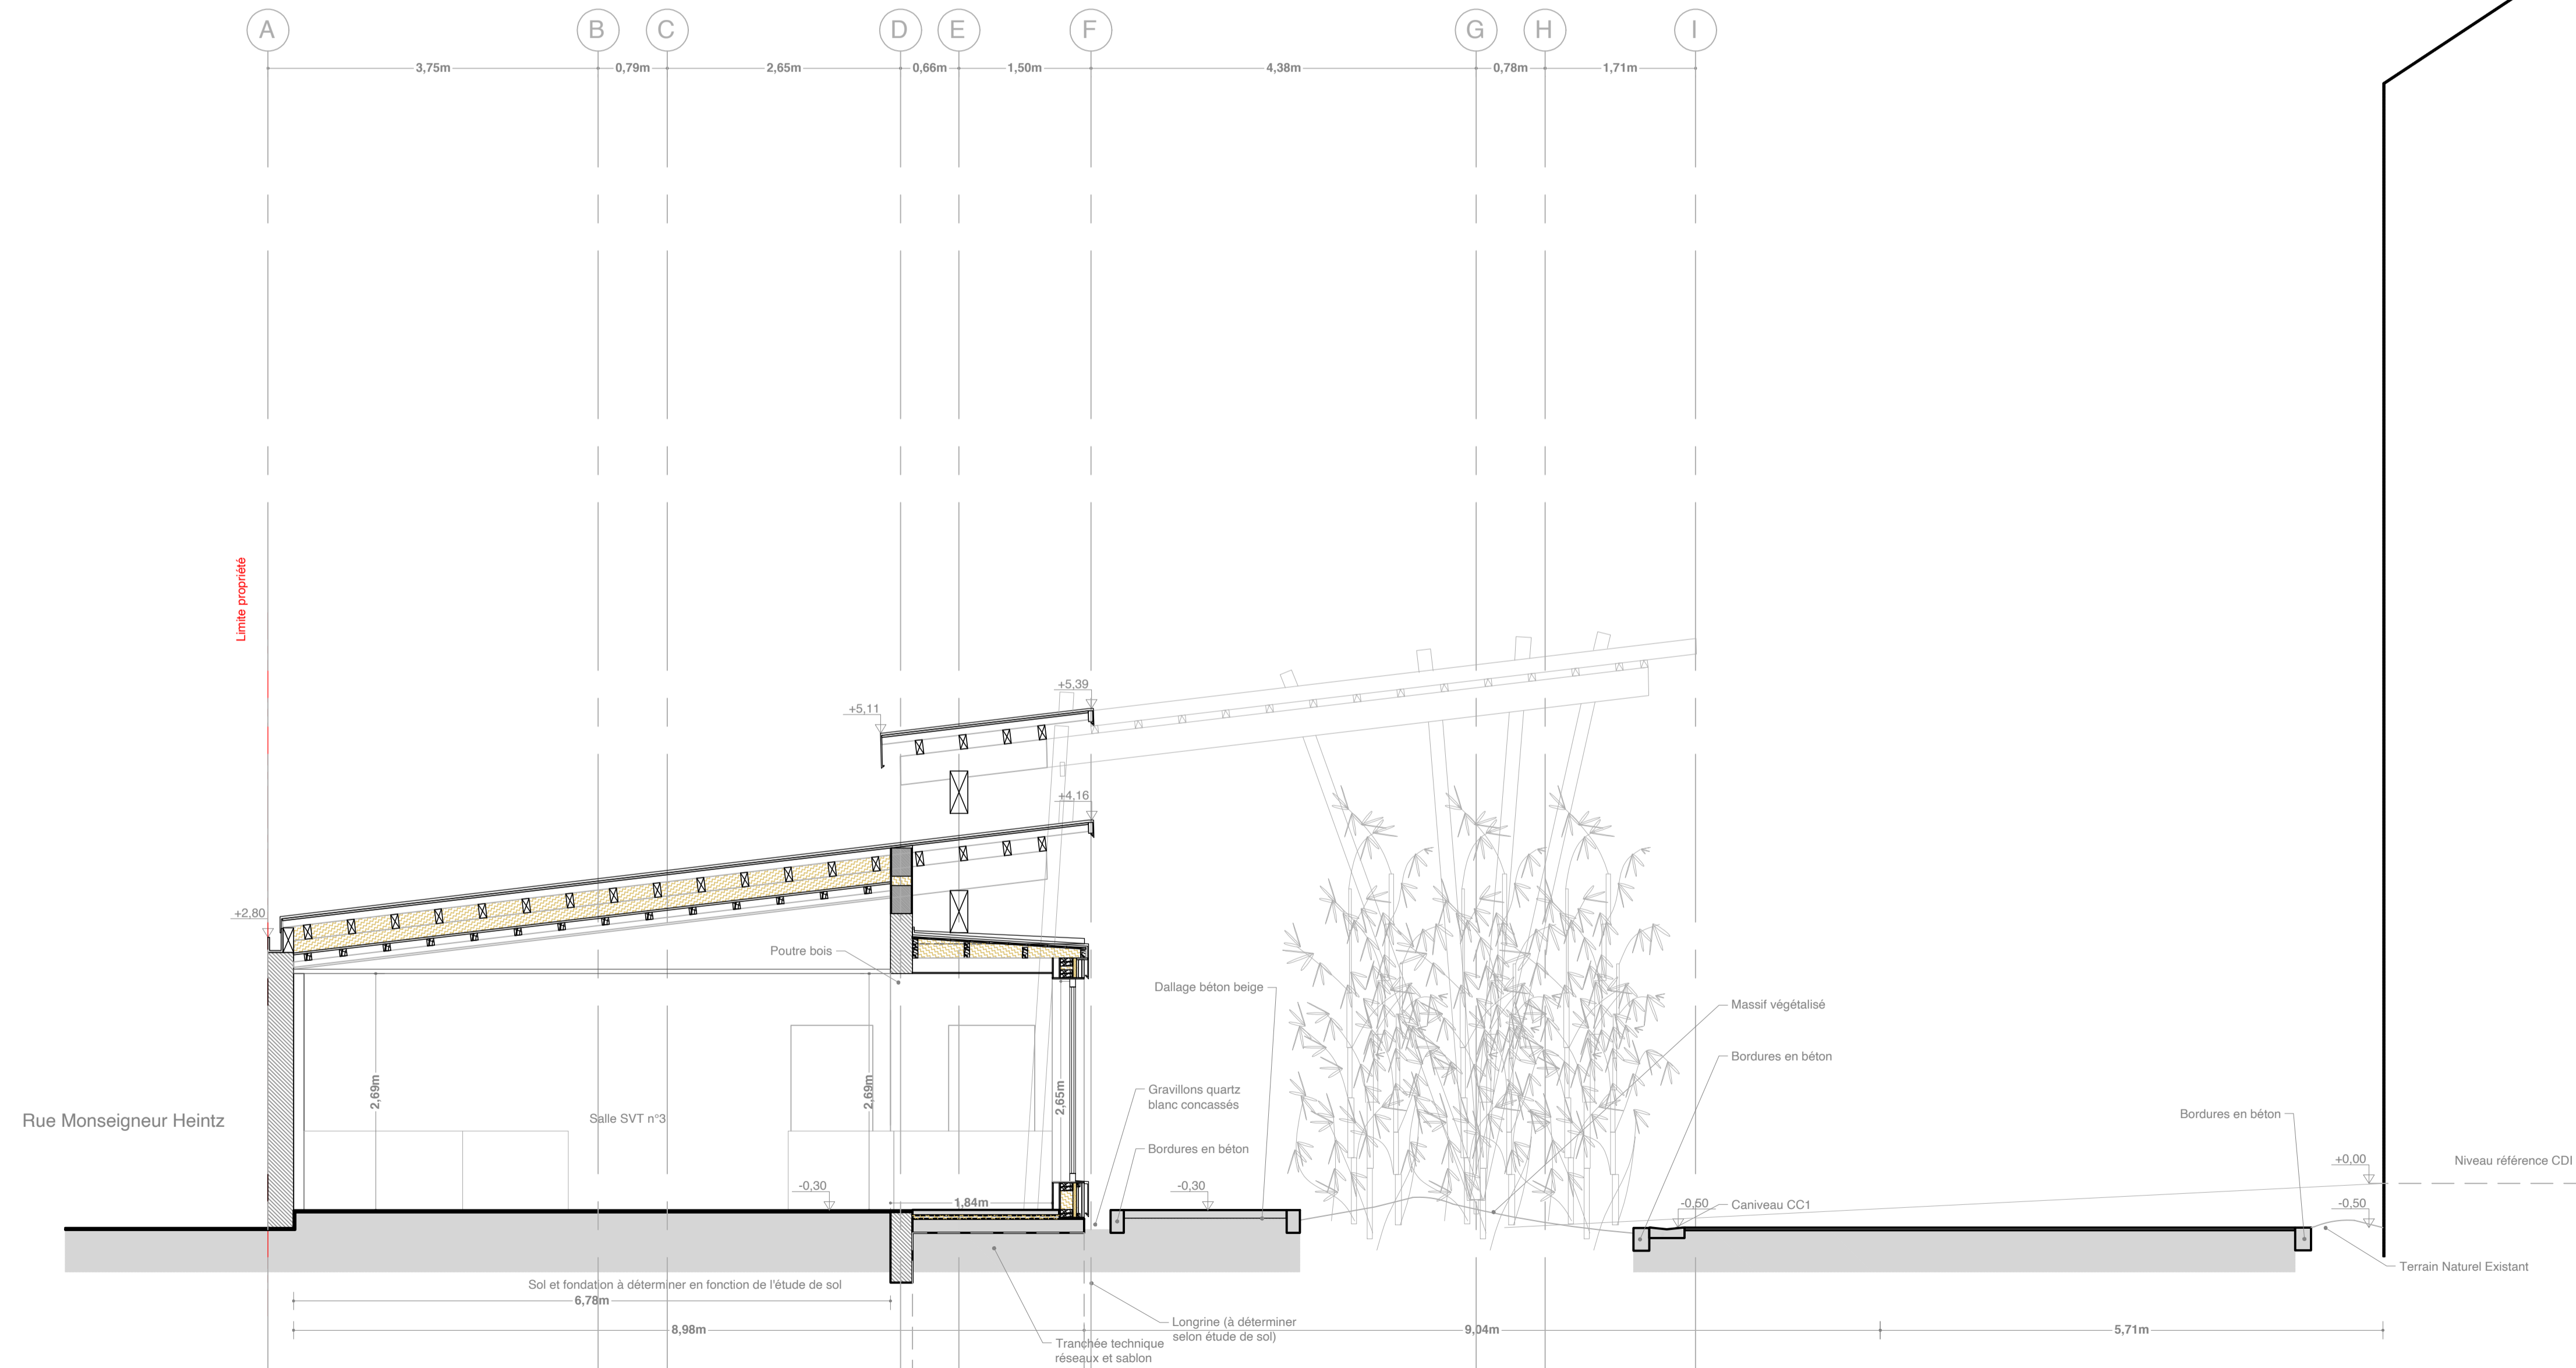 A B C D E F G H I
3,75m 0,79m 2,65m 0,66m 1,50m 4,38m 0,78m 1,71m
Limite propriété
+5,39
+5,11
+4,16
+2,80
Poutre bois
Dallage béton beige
Massif végétalisé
Bordures en béton
2,69m
2,69m
2,65m
Gravillons quartz
blanc concassés
Salle SVT n°3
Rue Monseigneur Heintz
Bordures en béton
Bordures en béton
+0,00
Niveau référence CDI
-0,30
-0,30
1,84m
-0,50
Caniveau CC1
-0,50
Terrain Naturel Existant
Sol et fondation à déterminer en fonction de l'étude de sol
6,78m
Longrine (à déterminer
selon étude de sol)
8,98m
9,04m
5,71m
Tranchée technique
réseaux et sablon